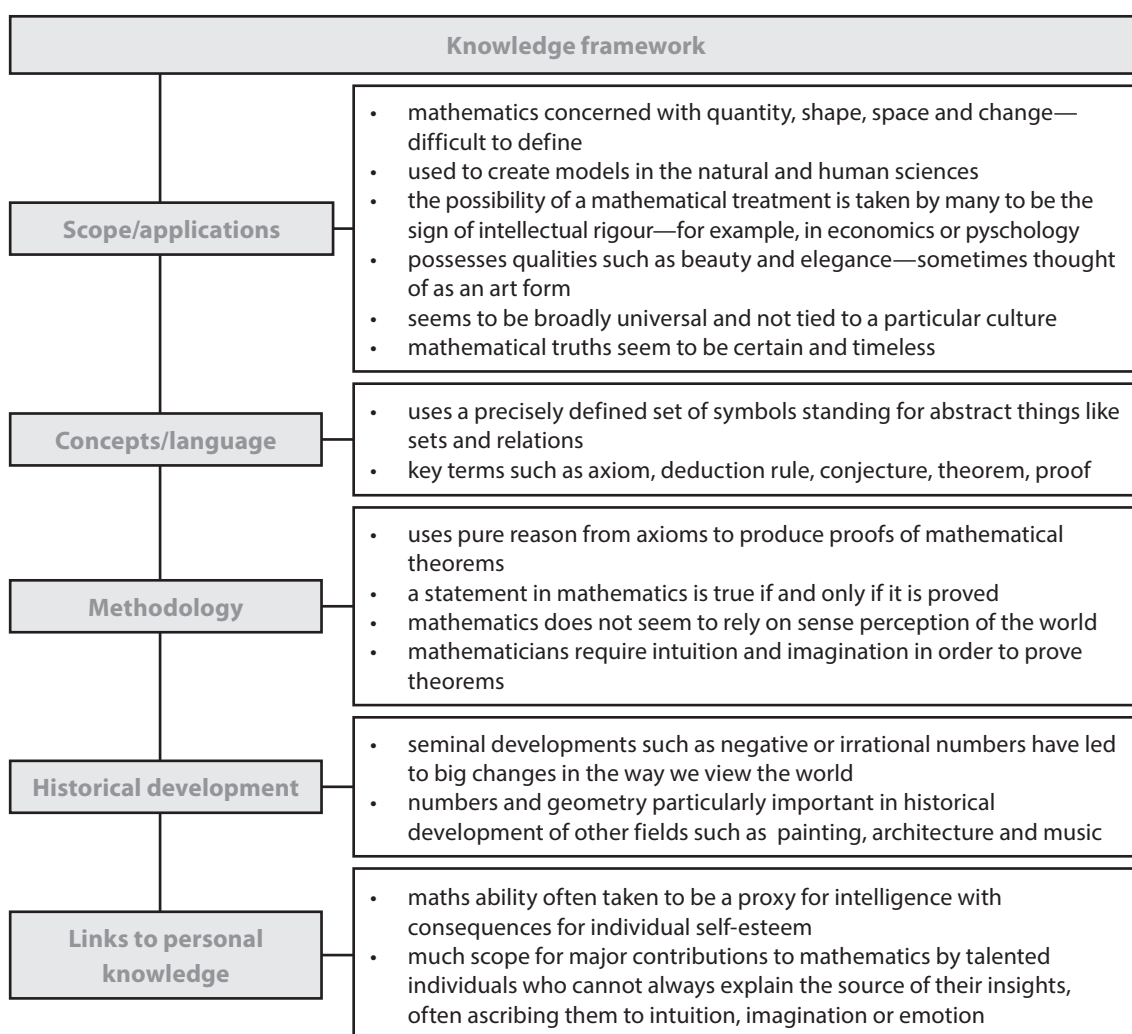 Knowledge framework
Scope/applications
• mathematics concerned with quantity, shape, space and change—
difficult to define
• used to create models in the natural and human sciences
• the possibility of a mathematical treatment is taken by many to be the
sign of intellectual rigour—for example, in economics or pyschology
• possesses qualities such as beauty and elegance—sometimes thought
of as an art form
• seems to be broadly universal and not tied to a particular culture
• mathematical truths seem to be certain and timeless
Concepts/language
• uses a precisely defined set of symbols standing for abstract things like
sets and relations
• key terms such as axiom, deduction rule, conjecture, theorem, proof
Methodology
• uses pure reason from axioms to produce proofs of mathematical
theorems
• a statement in mathematics is true if and only if it is proved
• mathematics does not seem to rely on sense perception of the world
• mathematicians require intuition and imagination in order to prove
theorems
Historical development
• seminal developments such as negative or irrational numbers have led
to big changes in the way we view the world
• numbers and geometry particularly important in historical
development of other fields such as painting, architecture and music
Links to personal
knowledge
• maths ability often taken to be a proxy for intelligence with
consequences for individual self-esteem
• much scope for major contributions to mathematics by talented
individuals who cannot always explain the source of their insights,
often ascribing them to intuition, imagination or emotion